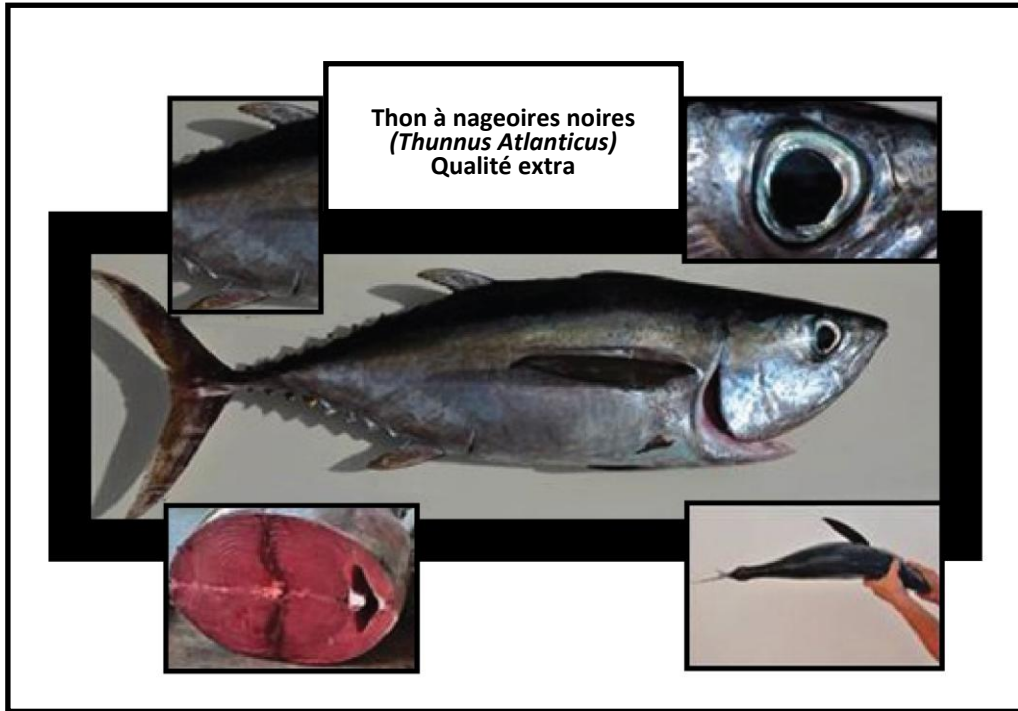 Thon à nageoires noires
(Thunnus Atlanticus)
Qualité extra